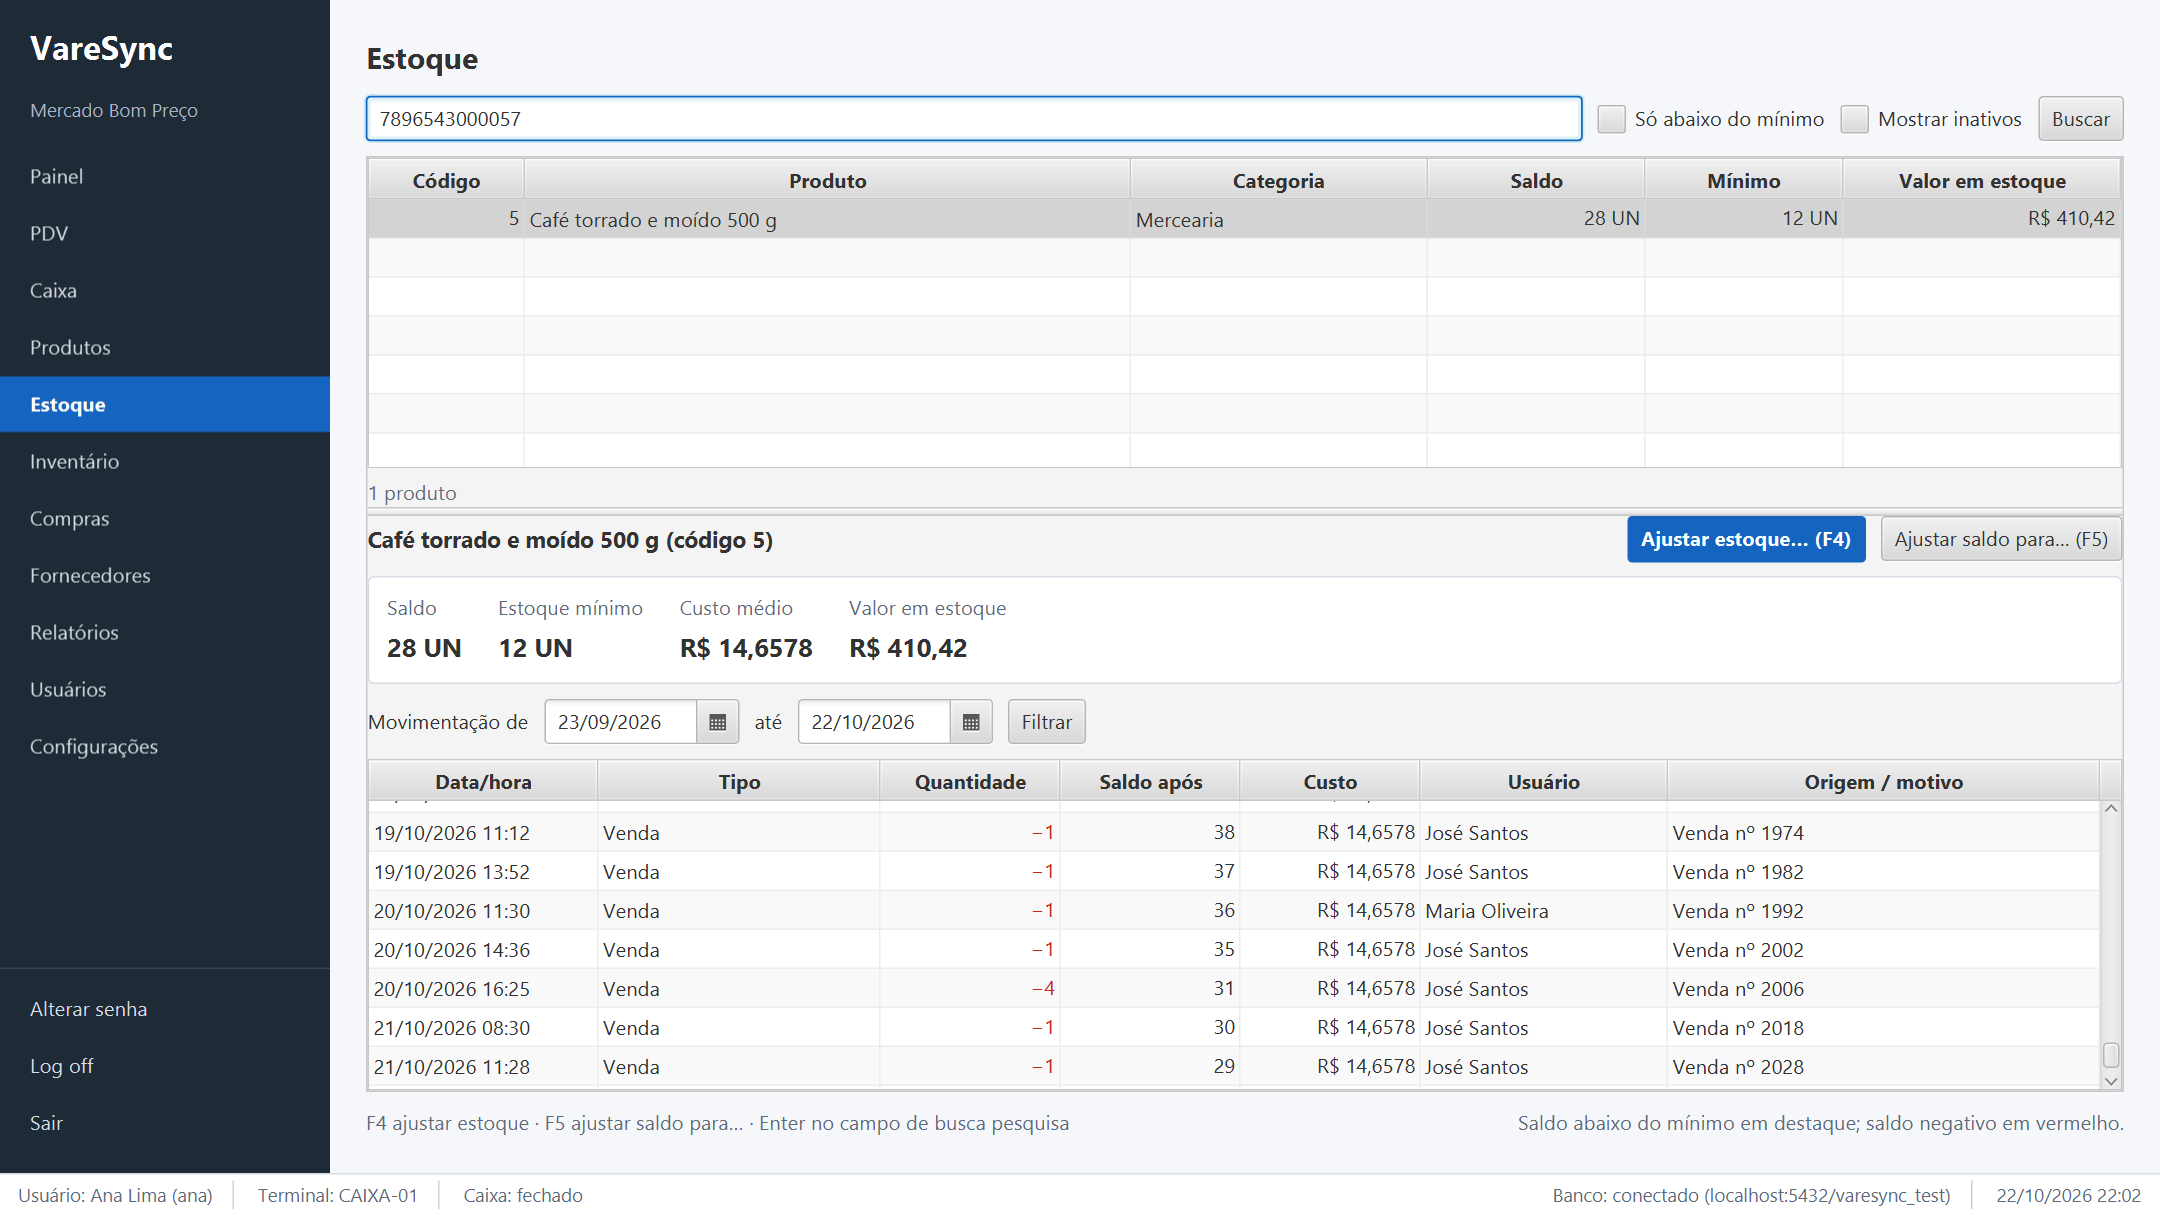 VareSync
Mercado Bom Preço
Painel
PDV
Caixa
Produtos
Estoque
Inventário
Compras
Fornecedores
Relatórios
Usuários
Configurações
Alterar senha
Log off
Sair
Estoque
7896543000057 Só abaixo do mínimo Mostrar inativos Buscar
Código Produto Categoria Saldo Mínimo Valor em estoque
5 Café torrado e moído 500 g Mercearia 28 UN 12 UN R$ 410,42
1 produto
Café torrado e moído 500 g (código 5) Ajustar estoque... (F4) Ajustar saldo para... (F5)
Saldo Estoque mínimo Custo médio Valor em estoque
28 UN 12 UN R$ 14,6578 R$ 410,42
Movimentação de 23/09/2026 até 22/10/2026 Filtrar
Data/hora Tipo Quantidade Saldo após Custo Usuário Origem / motivo
19/10/2026 11:12 Venda −1 38 R$ 14,6578 José Santos Venda nº 1974
19/10/2026 13:52 Venda −1 37 R$ 14,6578 José Santos Venda nº 1982
20/10/2026 11:30 Venda −1 36 R$ 14,6578 Maria Oliveira Venda nº 1992
20/10/2026 14:36 Venda −1 35 R$ 14,6578 José Santos Venda nº 2002
20/10/2026 16:25 Venda −4 31 R$ 14,6578 José Santos Venda nº 2006
21/10/2026 08:30 Venda −1 30 R$ 14,6578 José Santos Venda nº 2018
21/10/2026 11:28 Venda −1 29 R$ 14,6578 José Santos Venda nº 2028
F4 ajustar estoque · F5 ajustar saldo para... · Enter no campo de busca pesquisa Saldo abaixo do mínimo em destaque; saldo negativo em vermelho.
Usuário: Ana Lima (ana) Terminal: CAIXA-01 Caixa: fechado Banco: conectado (localhost:5432/varesync_test) 22/10/2026 22:02